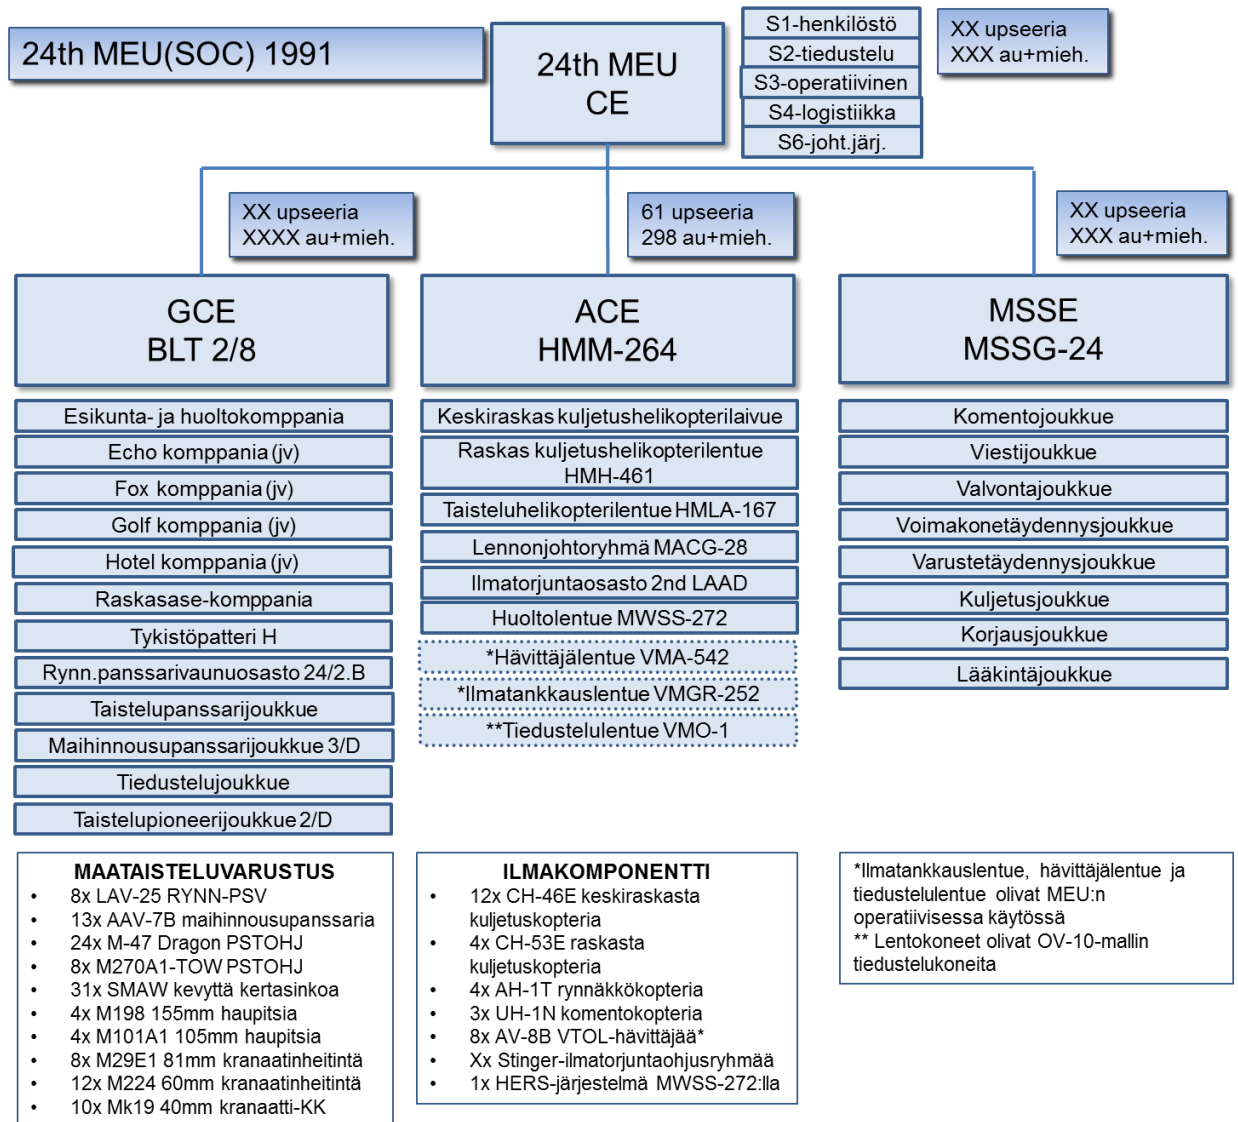 24th MEU(SOC) 1991
24th MEU
CE
S1-henkilöstö
S2-tiedustelu
S3-operatiivinen
S4-logistiikka
S6-joht.järj.
XX upseeria
XXX au+mieh.
XX upseeria
XXXX au+mieh.
61 upseeria
298 au+mieh.
XX upseeria
XXX au+mieh.
GCE
BLT 2/8
Esikunta- ja huoltokomppania
Echo komppania (jv)
Fox komppania (jv)
Golf komppania (jv)
Hotel komppania (jv)
Raskasase-komppania
Tykistöpatteri H
Rynn.panssarivaunuosasto 24/2.B
Taistelupanssarijoukkue
Maihinnousupanssarijoukkue 3/D
Tiedustelujoukkue
Taistelupioneerijoukkue 2/D
ACE
HMM-264
Keskiraskas kuljetushelikopterilaivue
Raskas kuljetushelikopterilentue
HMH-461
Taisteluhelikopterilentue HMLA-167
Lennonjohtoryhmä MACG-28
Ilmatorjuntaosasto 2nd LAAD
Huoltolentue MWSS-272
*Hävittäjälentue VMA-542
*Ilmatankkauslentue VMGR-252
**Tiedustelulentue VMO-1
MSSE
MSSG-24
Komentojoukkue
Viestijoukkue
Valvontajoukkue
Voimakonetäydennysjoukkue
Varustetäydennysjoukkue
Kuljetusjoukkue
Korjausjoukkue
Lääkintäjoukkue
MAATAISTELUVARUSTUS
• 8x LAV-25 RYNN-PSV
• 13x AAV-7B maihinnousupanssaria
• 24x M-47 Dragon PSTOHJ
• 8x M270A1-TOW PSTOHJ
• 31x SMAW kevyttä kertasinkoa
• 4x M198 155mm haupitsia
• 4x M101A1 105mm haupitsia
• 8x M29E1 81mm kranaatinheitintä
• 12x M224 60mm kranaatinheitintä
• 10x Mk19 40mm kranaatti-KK
ILMAKOMPONENTTI
• 12x CH-46E keskiraskasta
kuljetuskopteria
• 4x CH-53E raskasta
kuljetuskopteria
• 4x AH-1T rynnäkkökopteria
• 3x UH-1N komentokopteria
• 8x AV-8B VTOL-hävittäjää*
• Xx Stinger-ilmatorjuntaohjusryhmää
• 1x HERS-järjestelmä MWSS-272:lla
*Ilmatankkauslentue, hävittäjälentue ja
tiedustelulentue olivat MEU:n
operatiivisessa käytössä
** Lentokoneet olivat OV-10-mallin
tiedustelukoneita